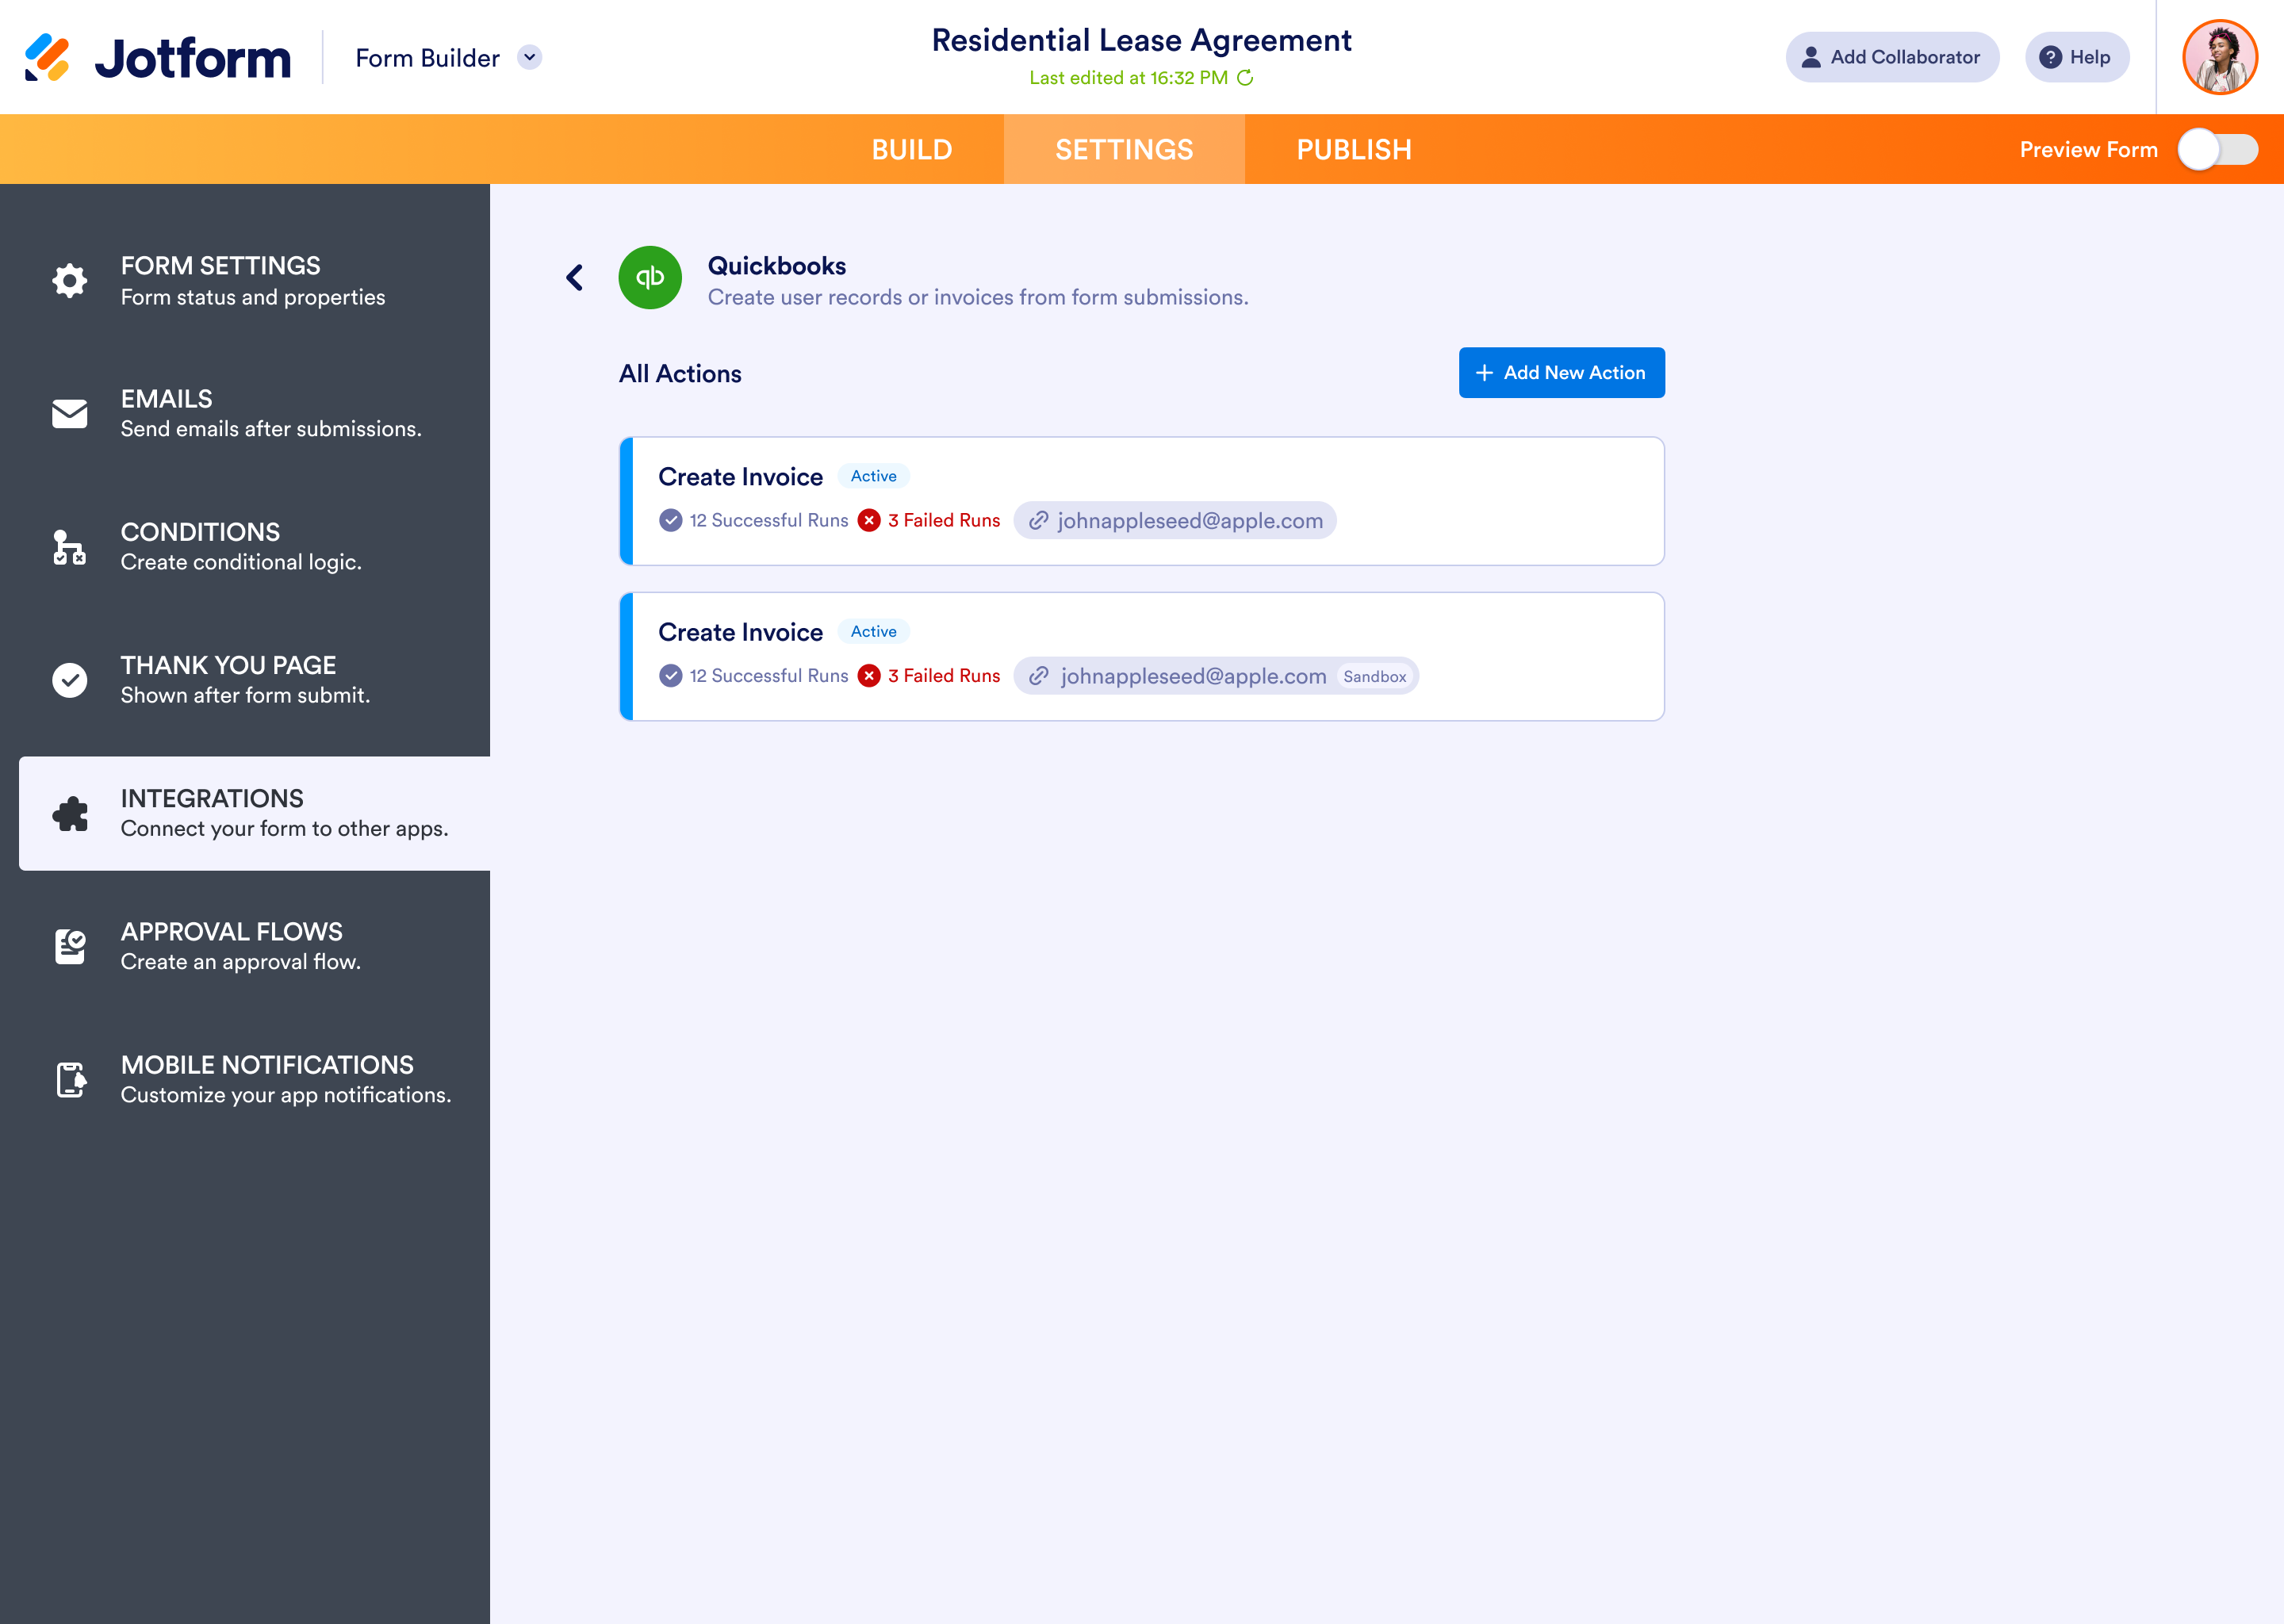 Jotform
Form Builder
Residential Lease Agreement
Last edited at 16:32 PM
Add Collaborator
? Help
BUILD
SETTINGS
PUBLISH
Preview Form
FORM SETTINGS
Form status and properties
EMAILS
Send emails after submissions.
CONDITIONS
Create conditional logic.
THANK YOU PAGE
Shown after form submit.
INTEGRATIONS
Connect your form to other apps.
APPROVAL FLOWS
Create an approval flow.
MOBILE NOTIFICATIONS
Customize your app notifications.
qb
Quickbooks
Create user records or invoices from form submissions.
All Actions
+ Add New Action
Create Invoice Active
12 Successful Runs 3 Failed Runs johnappleseed@apple.com
Create Invoice Active
12 Successful Runs 3 Failed Runs johnappleseed@apple.com Sandbox